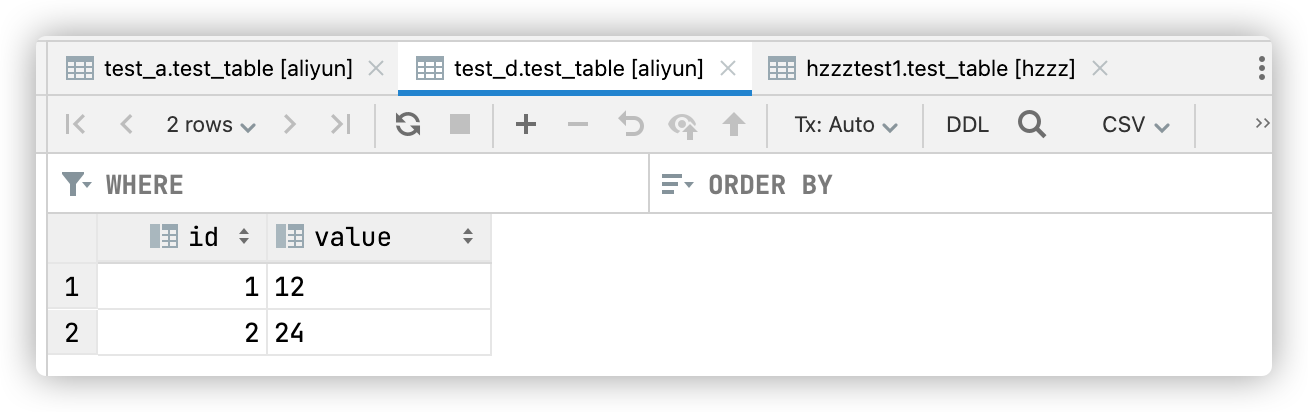 test_a.test_table [aliyun] test_d.test_table [aliyun] hzzztest1.test_table [hzzz]
2 rows Tx: Auto DDL CSV
WHERE ORDER BY
id value
1 1 12
2 2 24